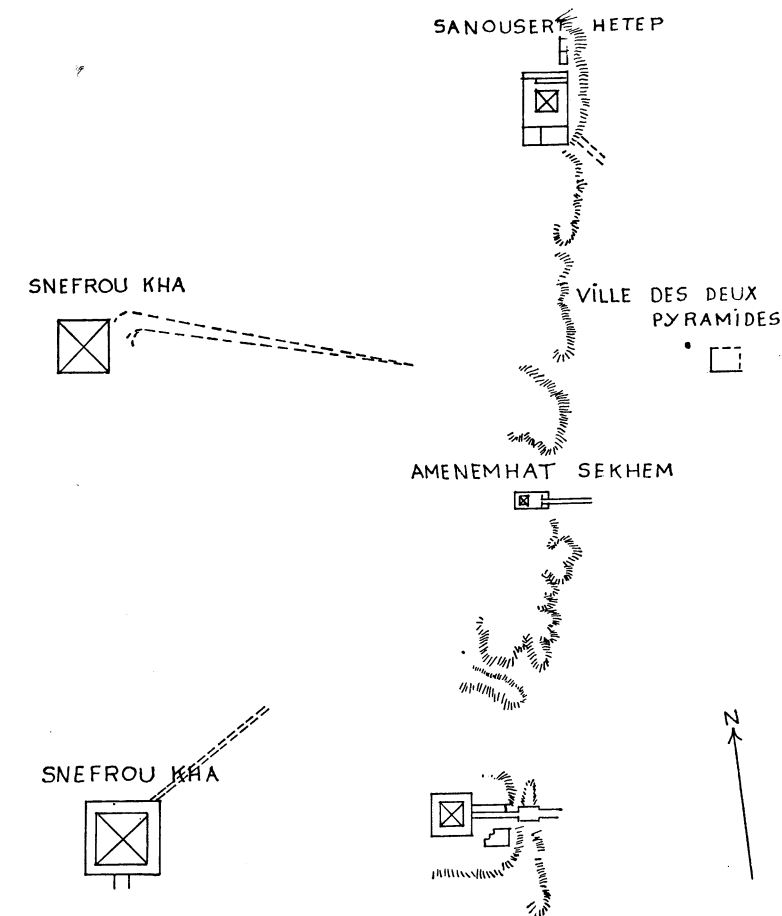 SANOUSERT HETEP
SNEFROU KHA
VILLE DES DEUX
PYRAMIDES
AMENEMHAT SEKHEM
N
SNEFROU KHA